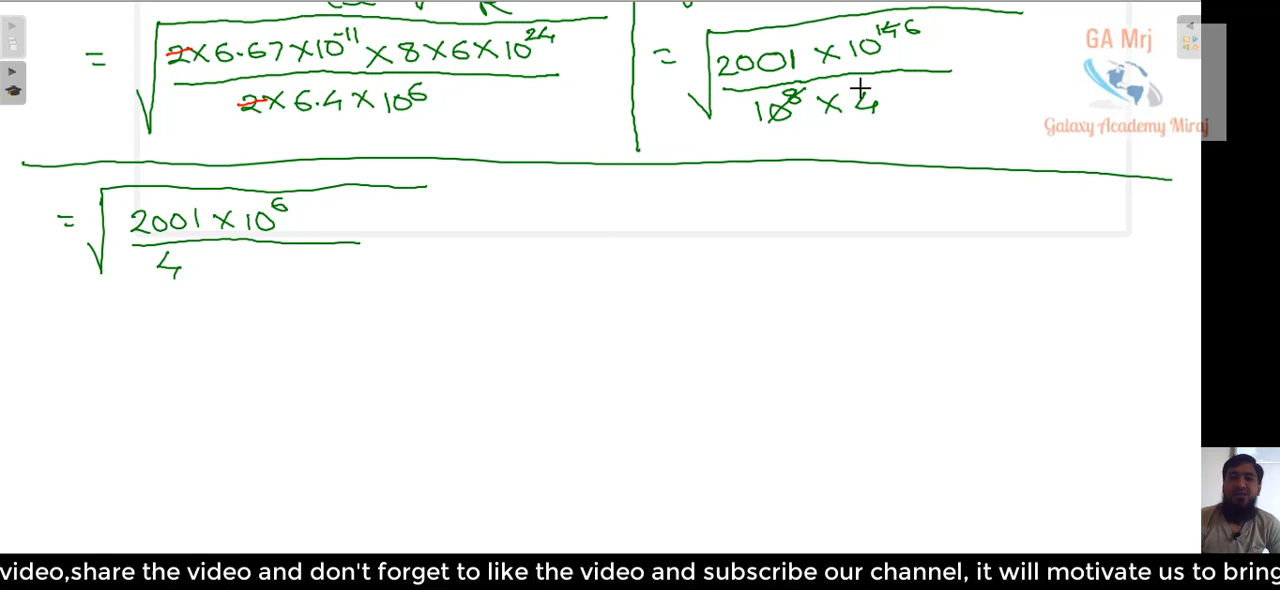 = √(2×6.67×10⁻¹¹×8×6×10²⁴ / 2×6.4×10⁶)
= √(2001×10¹⁴ ⁶ / 10⁸×4)
= √(2001×10⁶ / 4)
GA Mrj
Galaxy Academy Miraj
video,share the video and don't forget to like the video and subscribe our channel, it will motivate us to bring